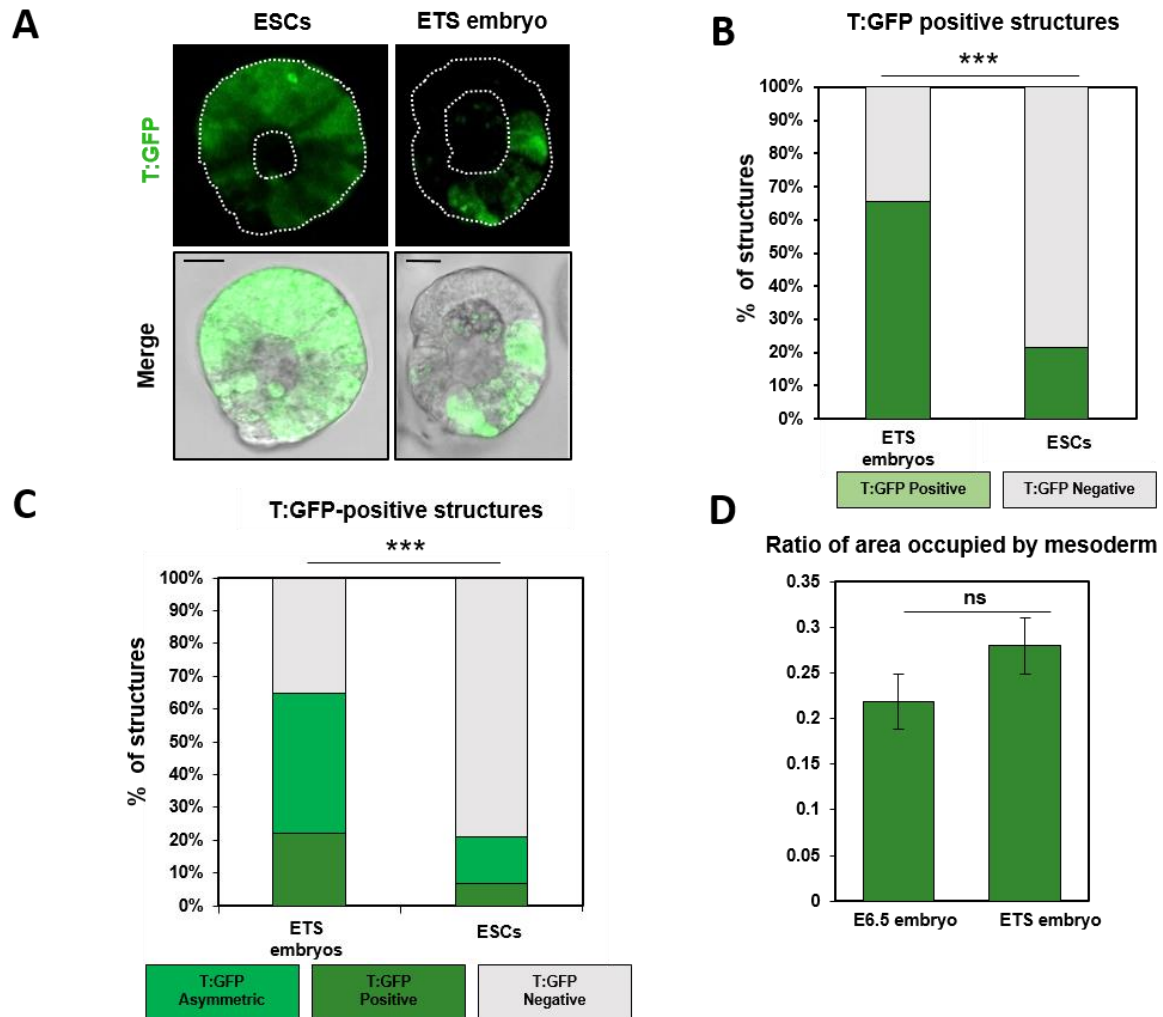 A
ESCs
ETS embryo
T:GFP
Merge
B
T:GFP positive structures
***
100%
90%
80%
70%
60%
50%
40%
30%
20%
10%
0%
% of structures
ETS
embryos
ESCs
T:GFP Positive
T:GFP Negative
C
T:GFP-positive structures
***
100%
90%
80%
70%
60%
50%
40%
30%
20%
10%
0%
% of structures
ETS
embryos
ESCs
T:GFP
Asymmetric
T:GFP
Positive
T:GFP
Negative
D
Ratio of area occupied by mesoderm
0.35
0.3
0.25
0.2
0.15
0.1
0.05
0
ns
E6.5 embryo
ETS embryo